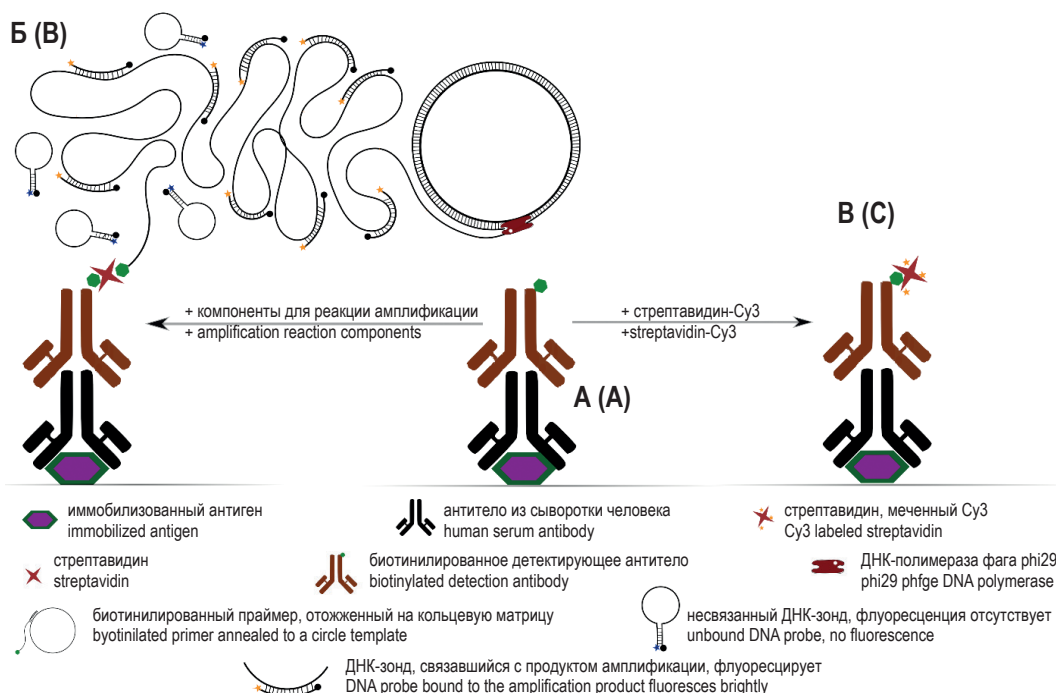 Б (B)
В (C)
+ компоненты для реакции амплификации
+ amplification reaction components
+ стрептавидин-Cy3
+streptavidin-Cy3
А (A)
иммобилизованный антиген
immobilized antigen
антитело из сыворотки человека
human serum antibody
стрептавидин, меченный Cy3
Cy3 labeled streptavidin
стрептавидин
streptavidin
биотинилированное детектирующее антитело
biotinylated detection antibody
ДНК-полимераза фага phi29
phi29 phfge DNA polymerase
биотинилированный праймер, отожженный на кольцевую матрицу
byotinilated primer annealed to a circle template
несвязанный ДНК-зонд, флуоресценция отсутствует
unbound DNA probe, no fluorescence
ДНК-зонд, связавшийся с продуктом амплификации, флуоресцирует
DNA probe bound to the amplification product fluoresces brightly